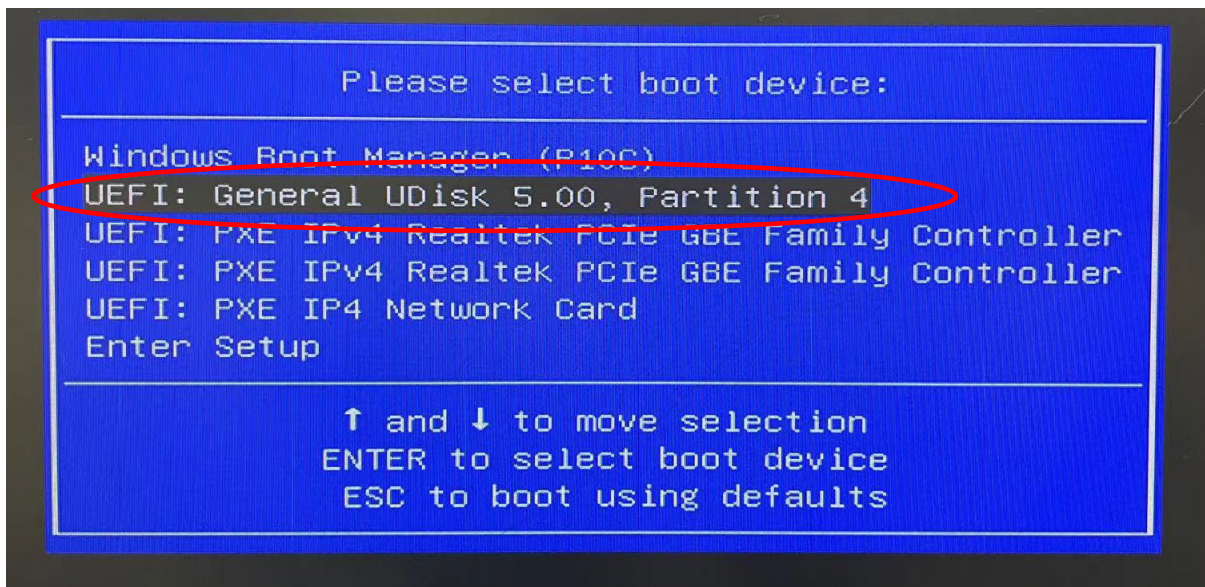 Please select boot device:
Windows Boot Manager (P10C)
UEFI: General UDisk 5.00, Partition 4
UEFI: PXE IPv4 Realtek PCIe GBE Family Controller
UEFI: PXE IPv4 Realtek PCIe GBE Family Controller
UEFI: PXE IP4 Network Card
Enter Setup
↑ and ↓ to move selection
ENTER to select boot device
ESC to boot using defaults